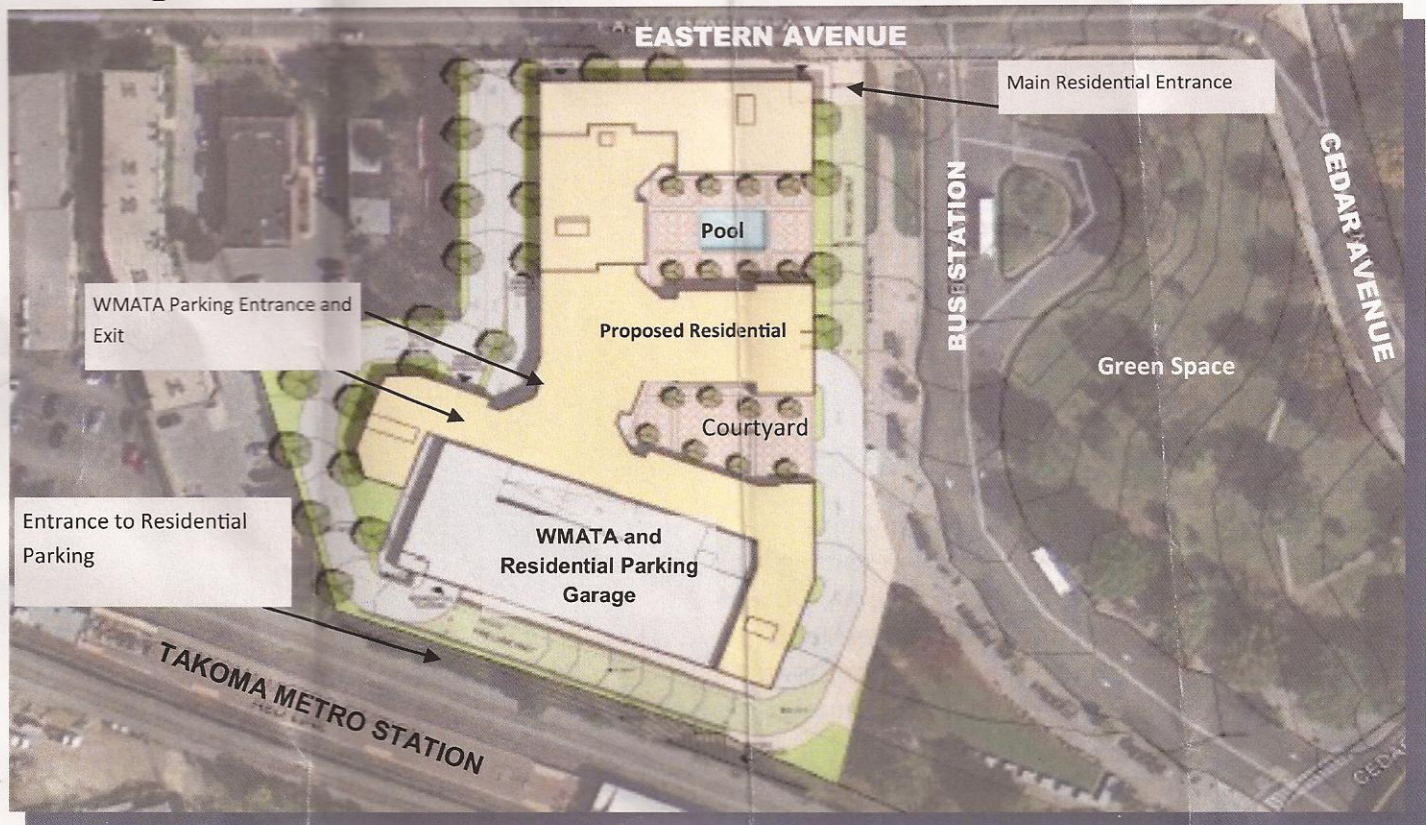 EASTERN AVENUE
Main Residential Entrance
CEDAR AVENUE
BUS STATION
Pool
WMATA Parking Entrance and
Exit
Proposed Residential
Green Space
Courtyard
Entrance to Residential
Parking
WMATA and
Residential Parking
Garage
TAKOMA METRO STATION